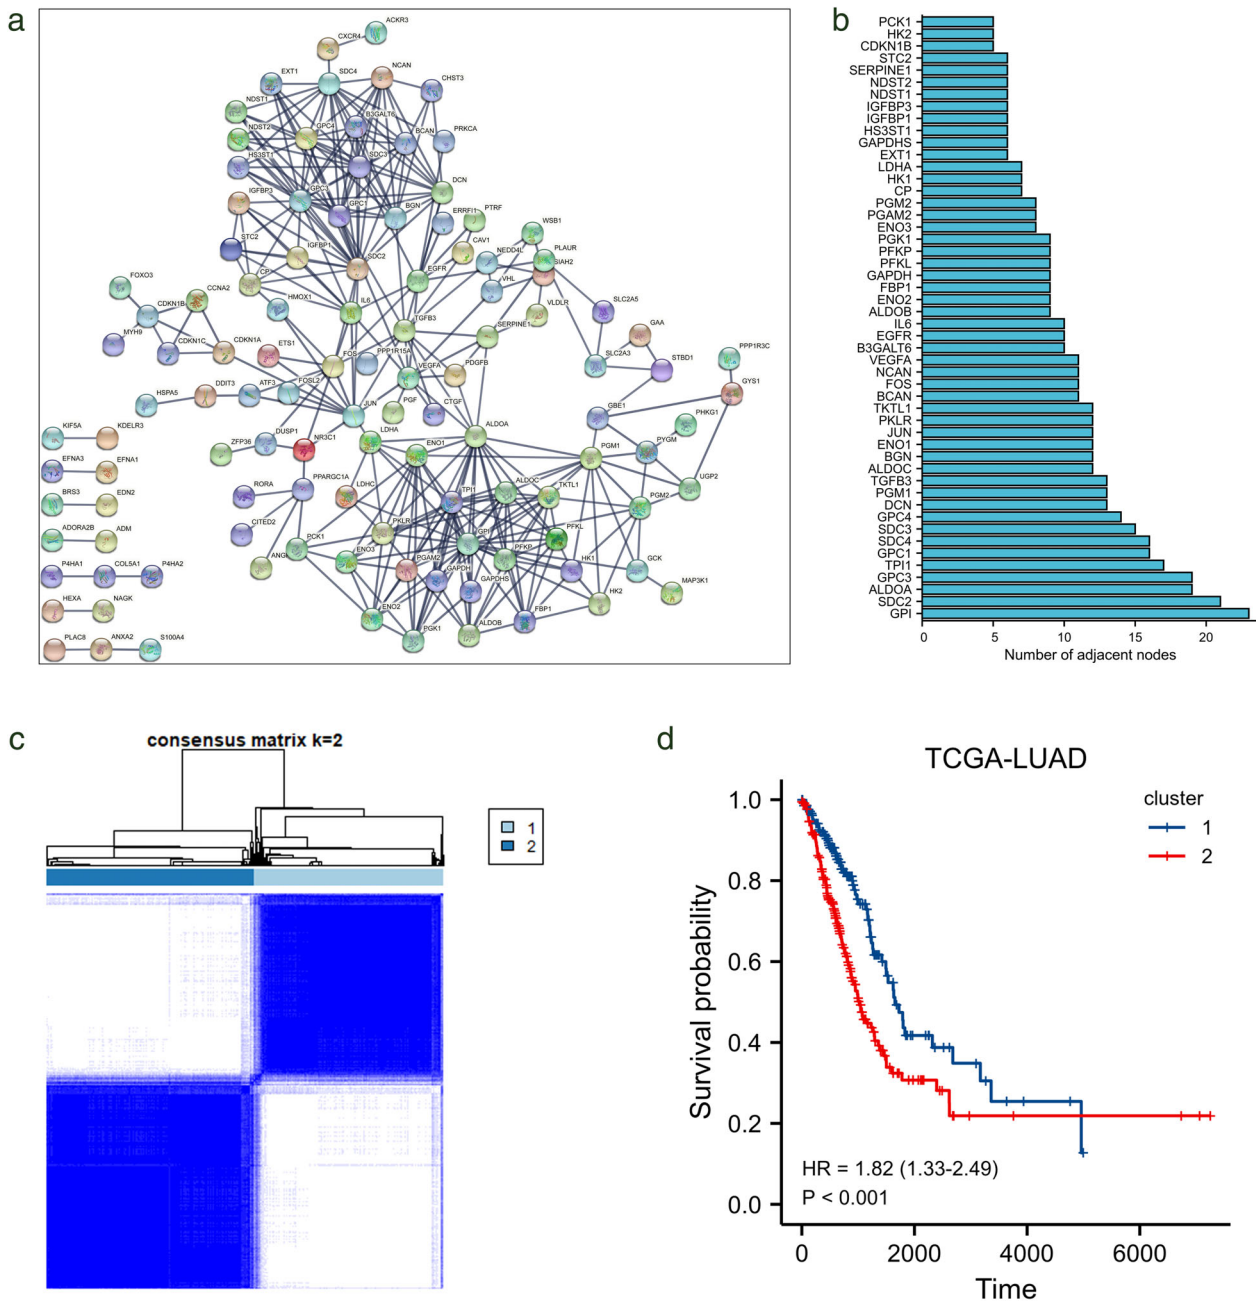 a
ACKR3
CXCR4
EXT1
SDC4
NCAN
CHST3
NDST1
B3GALT6
NDST2
GPC4
BCAN
PRKCA
HS3ST1
SDC3
DCN
IGFBP3
GPC3
GPC1
BGN
ERRFI1
PTRF
WSB1
STC2
IGFBP1
SDC2
CAV1
NEDD4L
PLAUR
SIAH2
FOXO3
CCNA2
CP
EGFR
VHL
CDKN1B
HMOX1
IL6
VLDLR
SLC2A5
MYH9
CDKN1C
CDKN1A
ETS1
FOS
TGFB3
SERPINE1
GAA
PPP1R15A
SLC2A3
STBD1
PPP1R3C
HSPA5
DDIT3
ATF3
FOSL2
VEGFA
PDGFB
GYS1
JUN
PGF
CTGF
GBE1
PHKG1
KIF5A
KDELR3
ZFP36
DUSP1
NR3C1
LDHA
ENO1
ALDOA
PGM1
PYGM
EFNA3
EFNA1
RORA
PPARGC1A
LDHC
TPI1
ALDOC
TKTL1
PGM2
UGP2
BRS3
EDN2
CITED2
PKLR
GPI
PFKL
ADORA2B
ADM
PCK1
ENO3
PGAM2
GAPDH
PFKP
HK1
GCK
P4HA1
COL5A1
P4HA2
GAPDHS
MAP3K1
HEXA
NAGK
ENO2
PGK1
ALDOB
FBP1
HK2
PLAC8
ANXA2
S100A4
b
PCK1
HK2
CDKN1B
STC2
SERPINE1
NDST2
NDST1
IGFBP3
IGFBP1
HS3ST1
GAPDHS
EXT1
LDHA
HK1
CP
PGM2
PGAM2
ENO3
PGK1
PFKP
PFKL
GAPDH
FBP1
ENO2
ALDOB
IL6
EGFR
B3GALT6
VEGFA
NCAN
FOS
BCAN
TKTL1
PKLR
JUN
ENO1
BGN
ALDOC
TGFB3
PGM1
DCN
GPC4
SDC3
SDC4
GPC1
TPI1
GPC3
ALDOA
SDC2
GPI
0 5 10 15 20
Number of adjacent nodes
c
consensus matrix k=2
1
2
d
TCGA-LUAD
cluster
1
2
Survival probability
1.0
0.8
0.6
0.4
0.2
0.0
HR = 1.82 (1.33-2.49)
P < 0.001
0 2000 4000 6000
Time